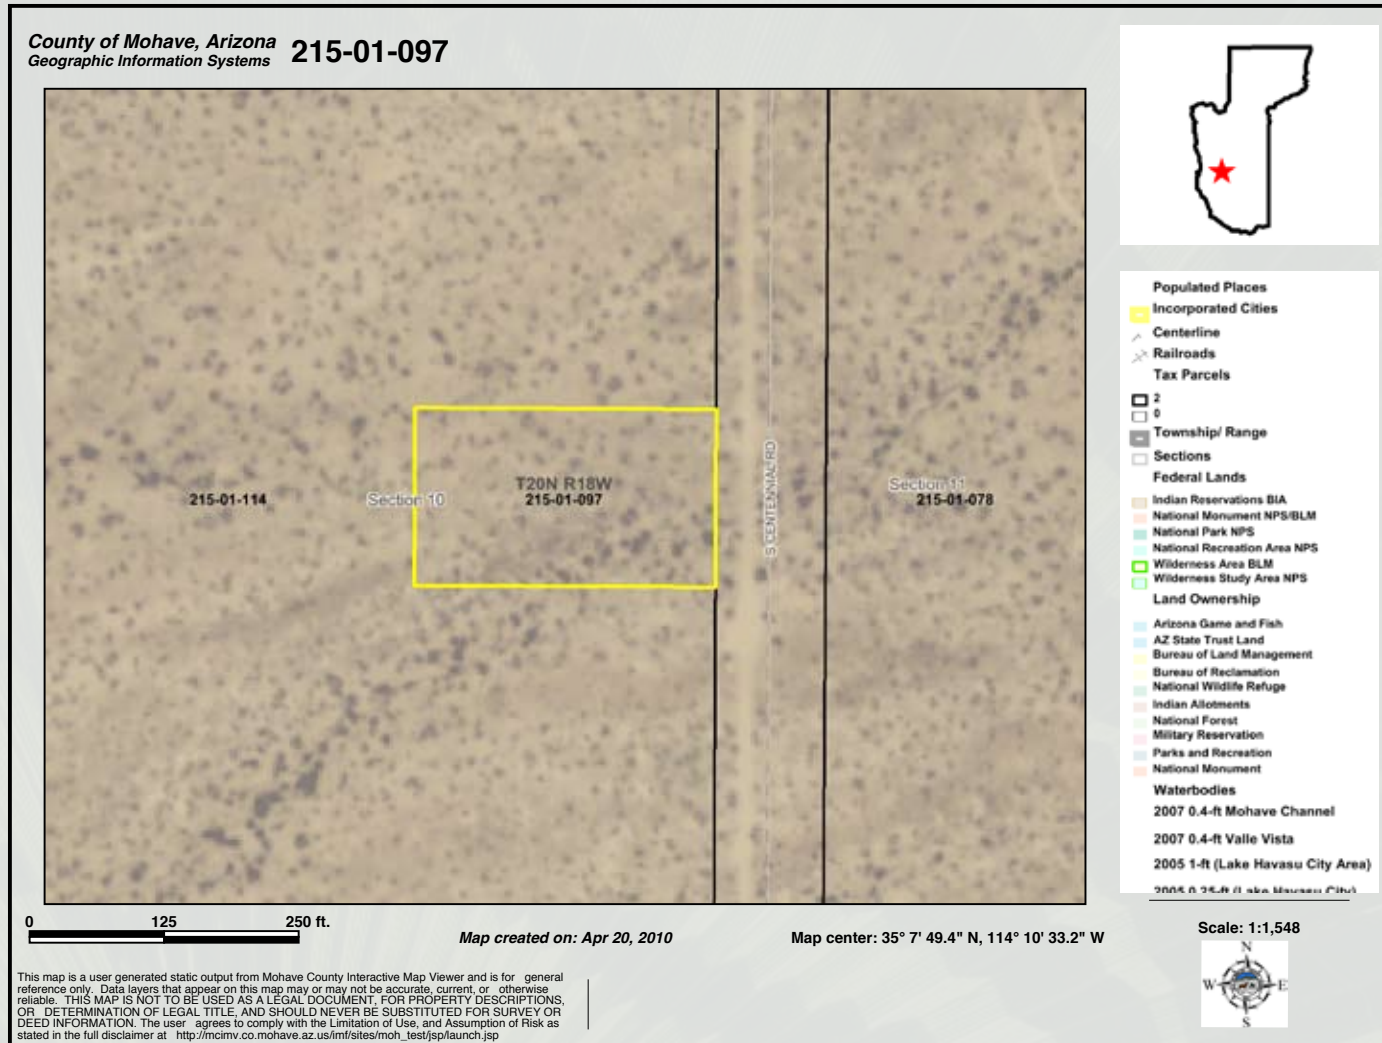 County of Mohave, Arizona
Geographic Information Systems
215-01-097
T20N R18W
215-01-097
215-01-114
Section 10
S CENTENNIAL RD
Section 11
215-01-078
Populated Places
Incorporated Cities
Centerline
Railroads
Tax Parcels
2
0
Township/ Range
Sections
Federal Lands
Indian Reservations BIA
National Monument NPS/BLM
National Park NPS
National Recreation Area NPS
Wilderness Area BLM
Wilderness Study Area NPS
Land Ownership
Arizona Game and Fish
AZ State Trust Land
Bureau of Land Management
Bureau of Reclamation
National Wildlife Refuge
Indian Allotments
National Forest
Military Reservation
Parks and Recreation
National Monument
Waterbodies
2007 0.4-ft Mohave Channel
2007 0.4-ft Valle Vista
2005 1-ft (Lake Havasu City Area)
2005 0.25-ft (Lake Havasu City)
0 125 250 ft.
Map created on: Apr 20, 2010
Map center: 35° 7' 49.4" N, 114° 10' 33.2" W
Scale: 1:1,548
N
W E
S
This map is a user generated static output from Mohave County Interactive Map Viewer and is for general
reference only. Data layers that appear on this map may or may not be accurate, current, or otherwise
reliable. THIS MAP IS NOT TO BE USED AS A LEGAL DOCUMENT, FOR PROPERTY DESCRIPTIONS,
OR DETERMINATION OF LEGAL TITLE, AND SHOULD NEVER BE SUBSTITUTED FOR SURVEY OR
DEED INFORMATION. The user agrees to comply with the Limitation of Use, and Assumption of Risk as
stated in the full disclaimer at http://mcimv.co.mohave.az.us/imf/sites/moh_test/jsp/launch.jsp